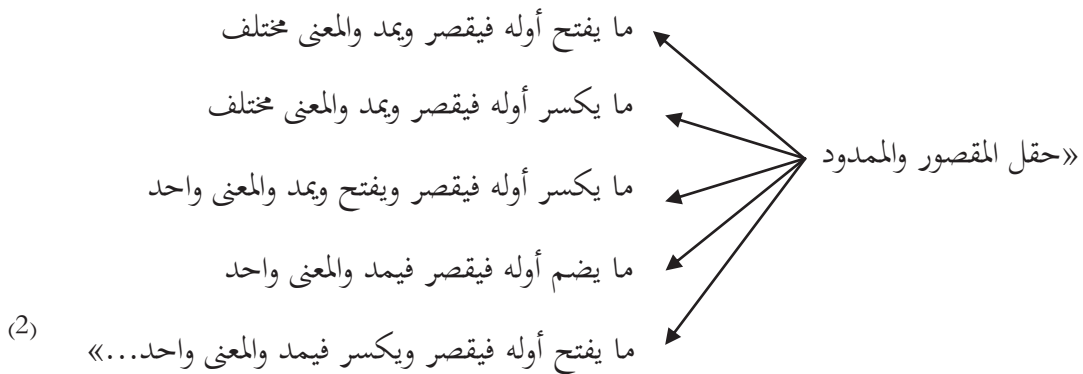 ما يفتح أوله فيقصر ويمد والمعنى مختلف
ما يكسر أوله فيقصر ويمد والمعنى مختلف
«حقل المقصور والممدود
ما يكسر أوله فيقصر ويفتح ويمد والمعنى واحد
ما يضم أوله فيقصر فيمد والمعنى واحد
ما يفتح أوله فيقصر ويكسر فيمد والمعنى واحد...» (2)